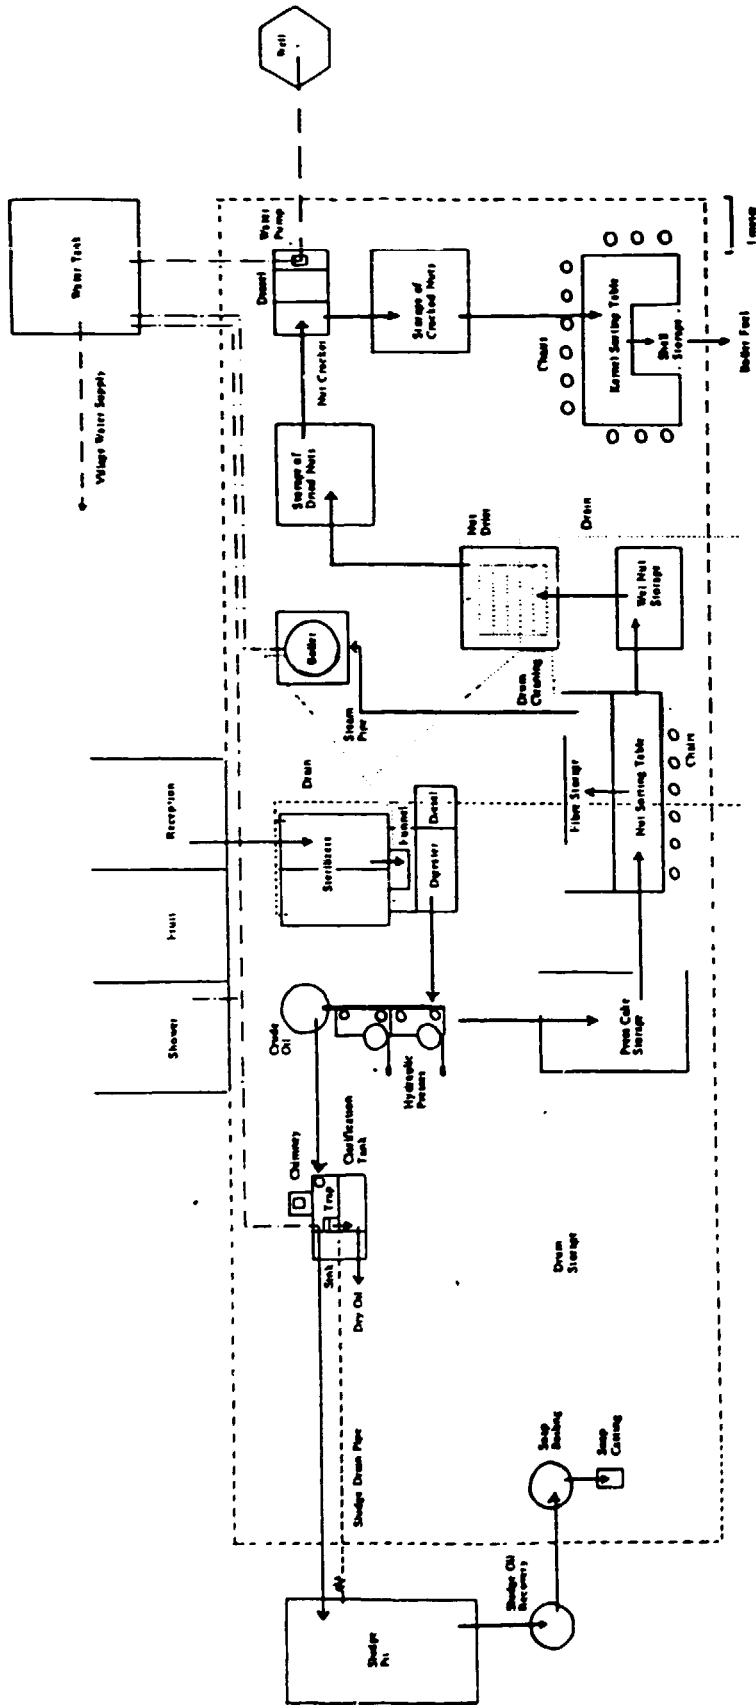 Well
Water Tank
Village Water Supply
Water
Pump
Diesel
Nut Cracker
Storage of
Cracked Nuts
Chairs
Kernel Sorting Table
Shell
Storage
Boiler Fuel
Storage of
Dried Nuts
Nut
Drier
Drain
Wet Nut
Storage
Boiler
Steam
Pipe
Drum
Cleaning
Fiber Storage
Nut Sorting Table
Chairs
Reception
Fruit
Shower
Drain
Sterilizers
Funnel
Digester
Diesel
Crude
Oil
Hydraulic
Presses
Press Cake
Storage
Chimney
Clarification
Tank
Trap
Sink
Dry Oil
Drum
Storage
Sludge Drain Pipe
Sludge
Pit
Sludge Oil
Recovery
Soap
Boiling
Soap
Cutting